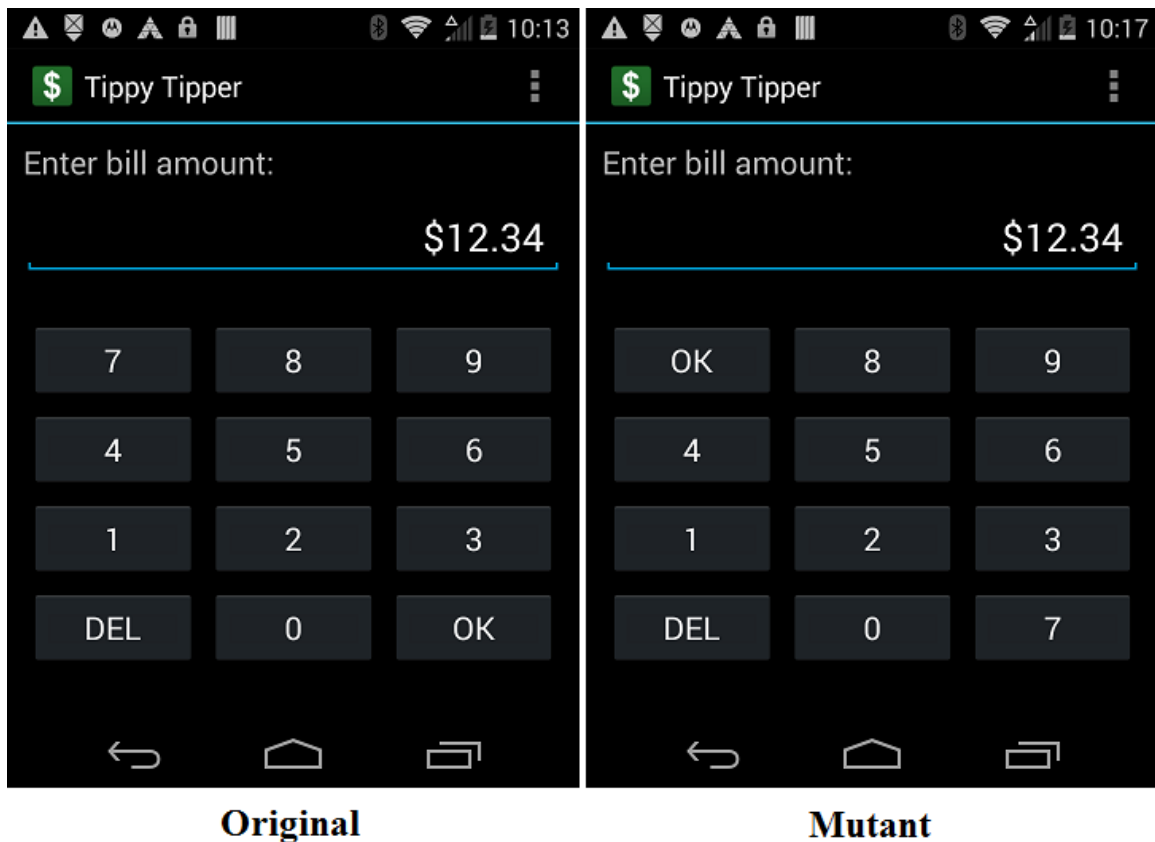 10:13
$ Tippy Tipper
Enter bill amount:
$12.34
7 8 9
4 5 6
1 2 3
DEL 0 OK
Original
10:17
$ Tippy Tipper
Enter bill amount:
$12.34
OK 8 9
4 5 6
1 2 3
DEL 0 7
Mutant